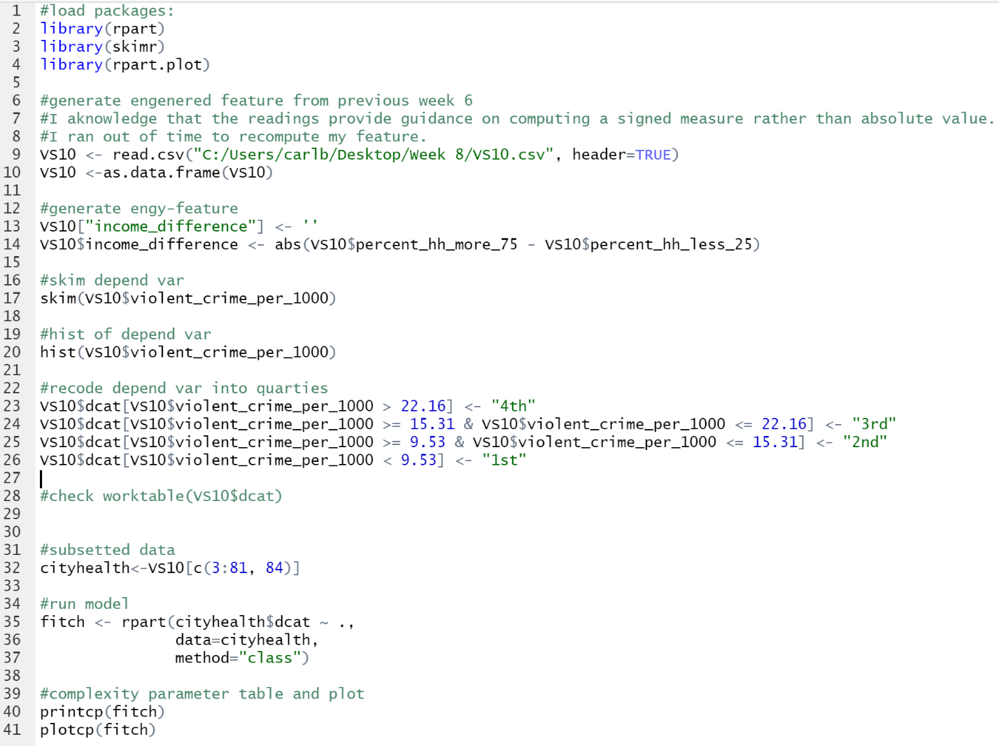 1 #load packages:
2 library(rpart)
3 library(skimr)
4 library(rpart.plot)
5
6 #generate engenered feature from previous week 6
7 #I aknowledge that the readings provide guidance on computing a signed measure rather than absolute value.
8 #I ran out of time to recompute my feature.
9 VS10 <- read.csv("C:/Users/carlb/Desktop/Week 8/VS10.csv", header=TRUE)
10 VS10 <-as.data.frame(VS10)
11
12 #generate engy-feature
13 VS10["income_difference"] <- ''
14 VS10$income_difference <- abs(VS10$percent_hh_more_75 - VS10$percent_hh_less_25)
15
16 #skim depend var
17 skim(VS10$violent_crime_per_1000)
18
19 #hist of depend var
20 hist(VS10$violent_crime_per_1000)
21
22 #recode depend var into quarties
23 VS10$dcat[VS10$violent_crime_per_1000 > 22.16] <- "4th"
24 VS10$dcat[VS10$violent_crime_per_1000 >= 15.31 & VS10$violent_crime_per_1000 <= 22.16] <- "3rd"
25 VS10$dcat[VS10$violent_crime_per_1000 >= 9.53 & VS10$violent_crime_per_1000 <= 15.31] <- "2nd"
26 VS10$dcat[VS10$violent_crime_per_1000 < 9.53] <- "1st"
27
28 #check worktable(VS10$dcat)
29
30
31 #subsetted data
32 cityhealth<-VS10[c(3:81, 84)]
33
34 #run model
35 fitch <- rpart(cityhealth$dcat ~ .,
36 data=cityhealth,
37 method="class")
38
39 #complexity parameter table and plot
40 printcp(fitch)
41 plotcp(fitch)